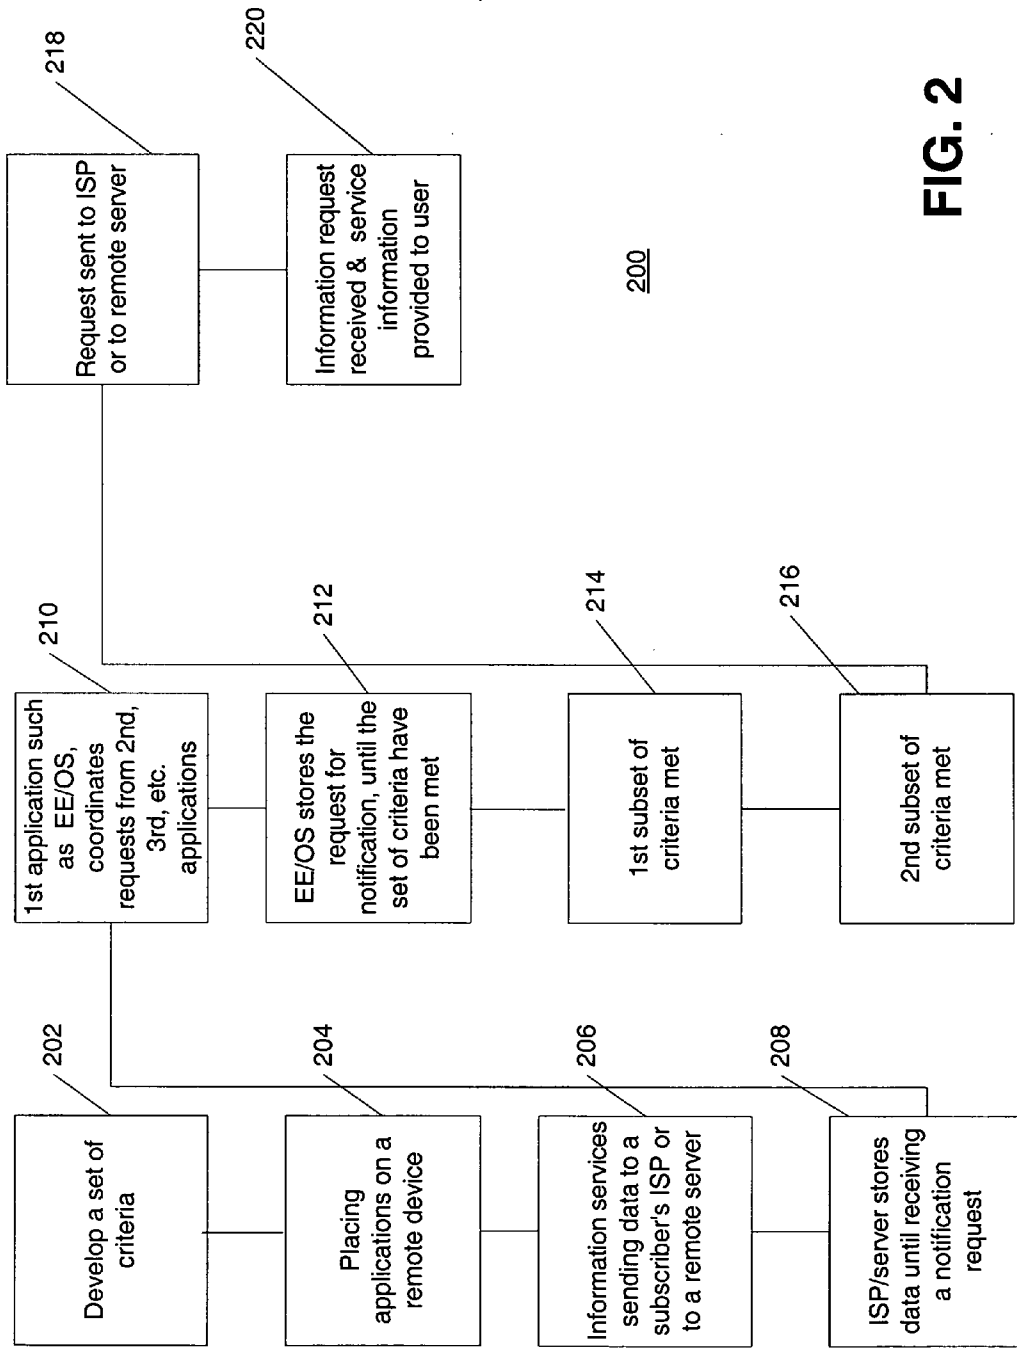 202
Develop a set of
criteria
204
Placing
applications on a
remote device
206
Information services
sending data to a
subscriber's ISP or
to a remote server
208
ISP/server stores
data until receiving
a notification
request
210
1st application such
as EE/OS,
coordinates
requests from 2nd,
3rd, etc.
applications
212
EE/OS stores the
request for
notification, until the
set of criteria have
been met
214
1st subset of
criteria met
216
2nd subset of
criteria met
218
Request sent to ISP
or to remote server
220
Information request
received & service
information
provided to user
200
FIG. 2